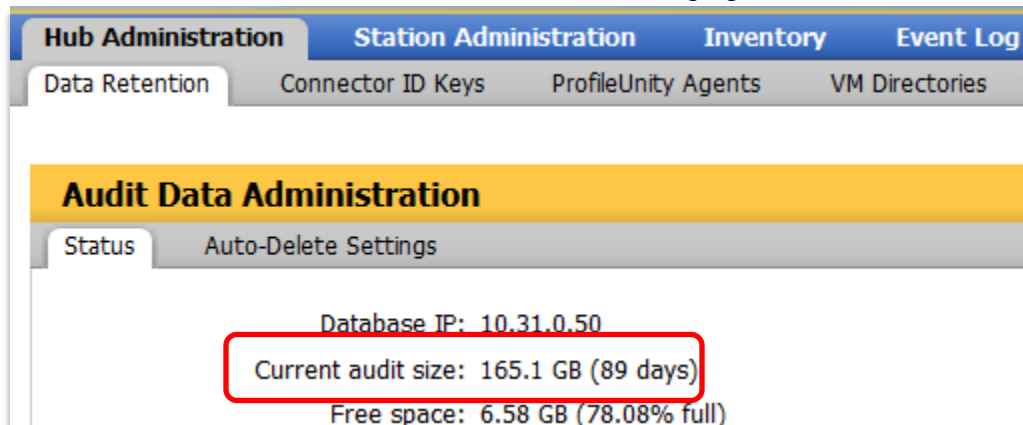 Hub Administration Station Administration Inventory Event Log
Data Retention Connector ID Keys ProfileUnity Agents VM Directories
Audit Data Administration
Status Auto-Delete Settings
Database IP: 10.31.0.50
Current audit size: 165.1 GB (89 days)
Free space: 6.58 GB (78.08% full)